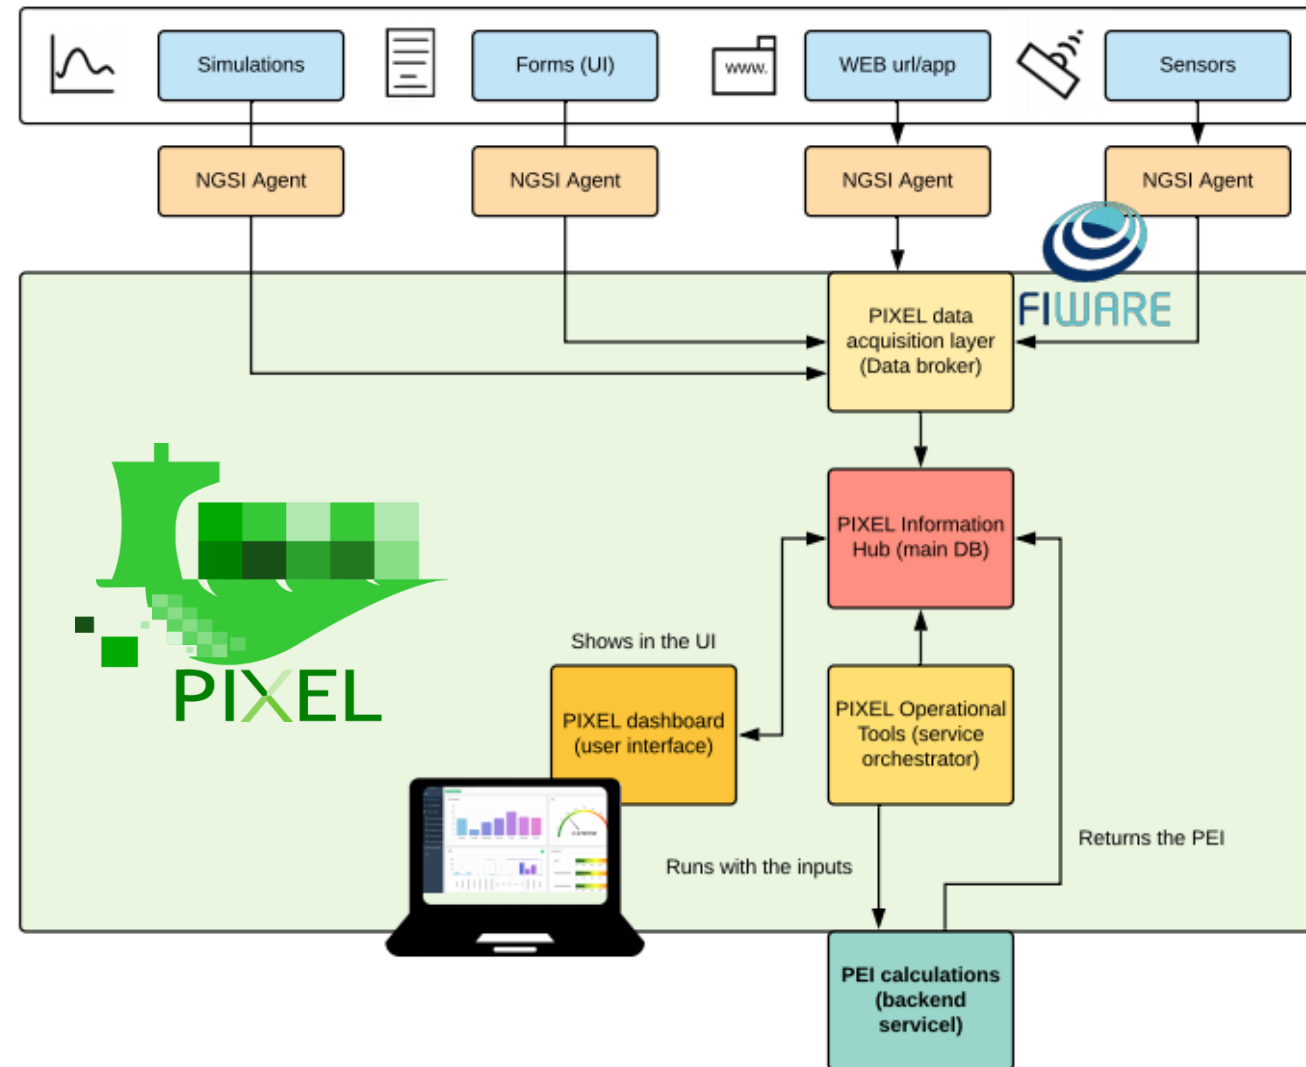 Simulations
Forms (UI)
www.
WEB url/app
Sensors
NGSI Agent
NGSI Agent
NGSI Agent
NGSI Agent
FIWARE
PIXEL data
acquisition layer
(Data broker)
PIXEL Information
Hub (main DB)
Shows in the UI
PIXEL
PIXEL dashboard
(user interface)
PIXEL Operational
Tools (service
orchestrator)
Returns the PEI
Runs with the inputs
PEI calculations
(backend
servicel)